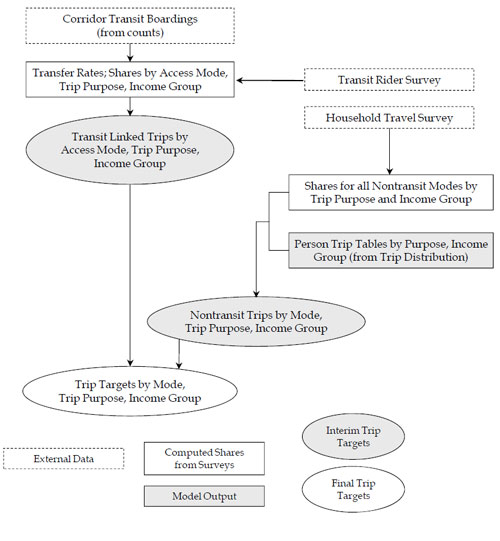 Corridor Transit Boardings
(from counts)
Transfer Rates; Shares by Access Mode,
Trip Purpose, Income Group
Transit Rider Survey
Household Travel Survey
Transit Linked Trips by
Access Mode, Trip Purpose,
Income Group
Shares for all Nontransit Modes by
Trip Purpose and Income Group
Person Trip Tables by Purpose, Income
Group (from Trip Distribution)
Nontransit Trips by Mode,
Trip Purpose, Income Group
Trip Targets by Mode,
Trip Purpose, Income Group
External Data
Computed Shares
from Surveys
Model Output
Interim Trip
Targets
Final Trip
Targets